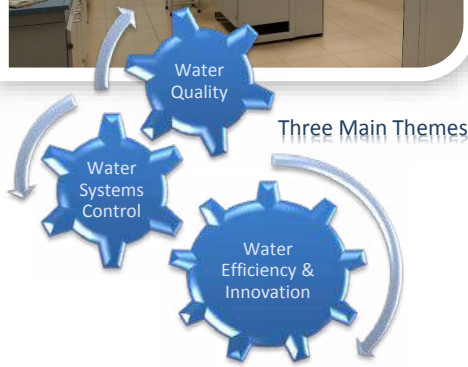 Water
Quality
Three Main Themes
Water
Systems
Control
Water
Efficiency &
Innovation